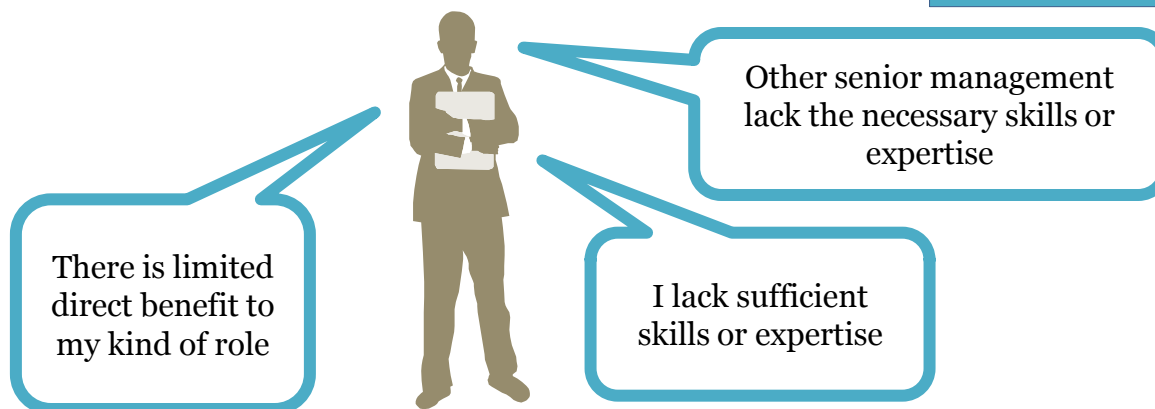 Other senior management
lack the necessary skills or
expertise
There is limited
direct benefit to
my kind of role
I lack sufficient
skills or expertise